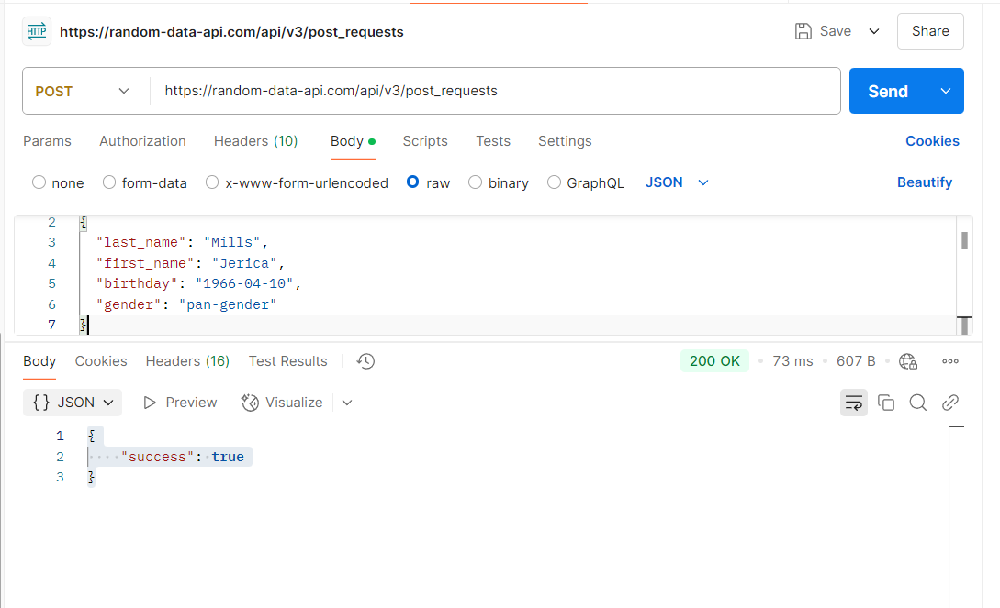 HTTP https://random-data-api.com/api/v3/post_requests Save Share
POST https://random-data-api.com/api/v3/post_requests Send
Params Authorization Headers (10) Body Scripts Tests Settings Cookies
none form-data x-www-form-urlencoded raw binary GraphQL JSON Beautify
2 {
3 "last_name": "Mills",
4 "first_name": "Jerica",
5 "birthday": "1966-04-10",
6 "gender": "pan-gender"
7 }
Body Cookies Headers (16) Test Results 200 OK • 73 ms • 607 B •
{} JSON Preview Visualize
1 {
2 "success": true
3 }